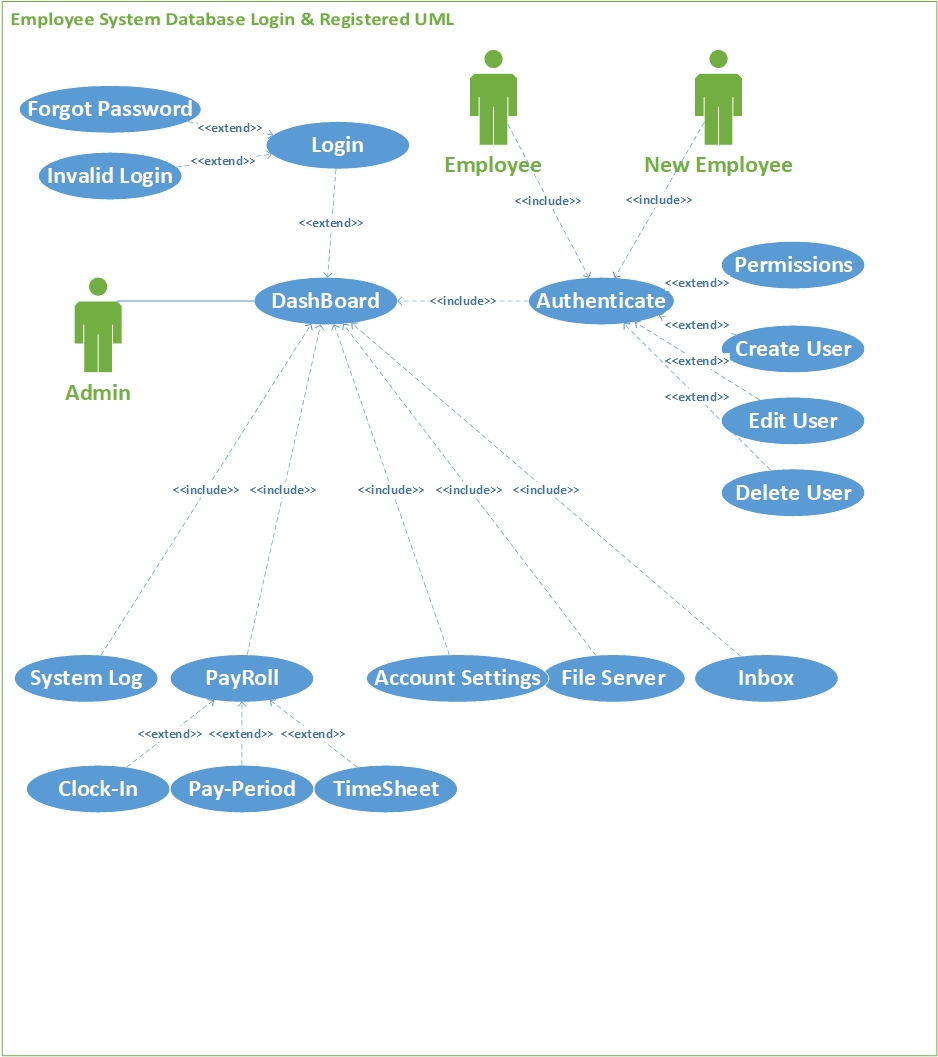 Employee System Database Login & Registered UML
Forgot Password
<<extend>>
Login
Invalid Login
<<extend>>
Employee
New Employee
<<extend>>
<<include>>
<<include>>
Permissions
<<extend>>
Admin
DashBoard
<<include>>
Authenticate
<<extend>>
Create User
<<extend>>
Edit User
<<extend>>
Delete User
<<include>>
<<include>>
<<include>>
<<include>>
<<include>>
System Log
PayRoll
Account Settings
File Server
Inbox
<<extend>>
<<extend>>
<<extend>>
Clock-In
Pay-Period
TimeSheet